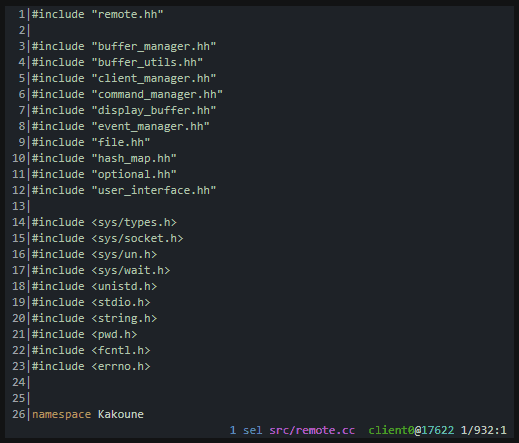 1 #include "remote.hh"
2
3 #include "buffer_manager.hh"
4 #include "buffer_utils.hh"
5 #include "client_manager.hh"
6 #include "command_manager.hh"
7 #include "display_buffer.hh"
8 #include "event_manager.hh"
9 #include "file.hh"
10 #include "hash_map.hh"
11 #include "optional.hh"
12 #include "user_interface.hh"
13
14 #include <sys/types.h>
15 #include <sys/socket.h>
16 #include <sys/un.h>
17 #include <sys/wait.h>
18 #include <unistd.h>
19 #include <stdio.h>
20 #include <string.h>
21 #include <pwd.h>
22 #include <fcntl.h>
23 #include <errno.h>
24
25
26 namespace Kakoune
1 sel src/remote.cc client0@17622 1/932:1